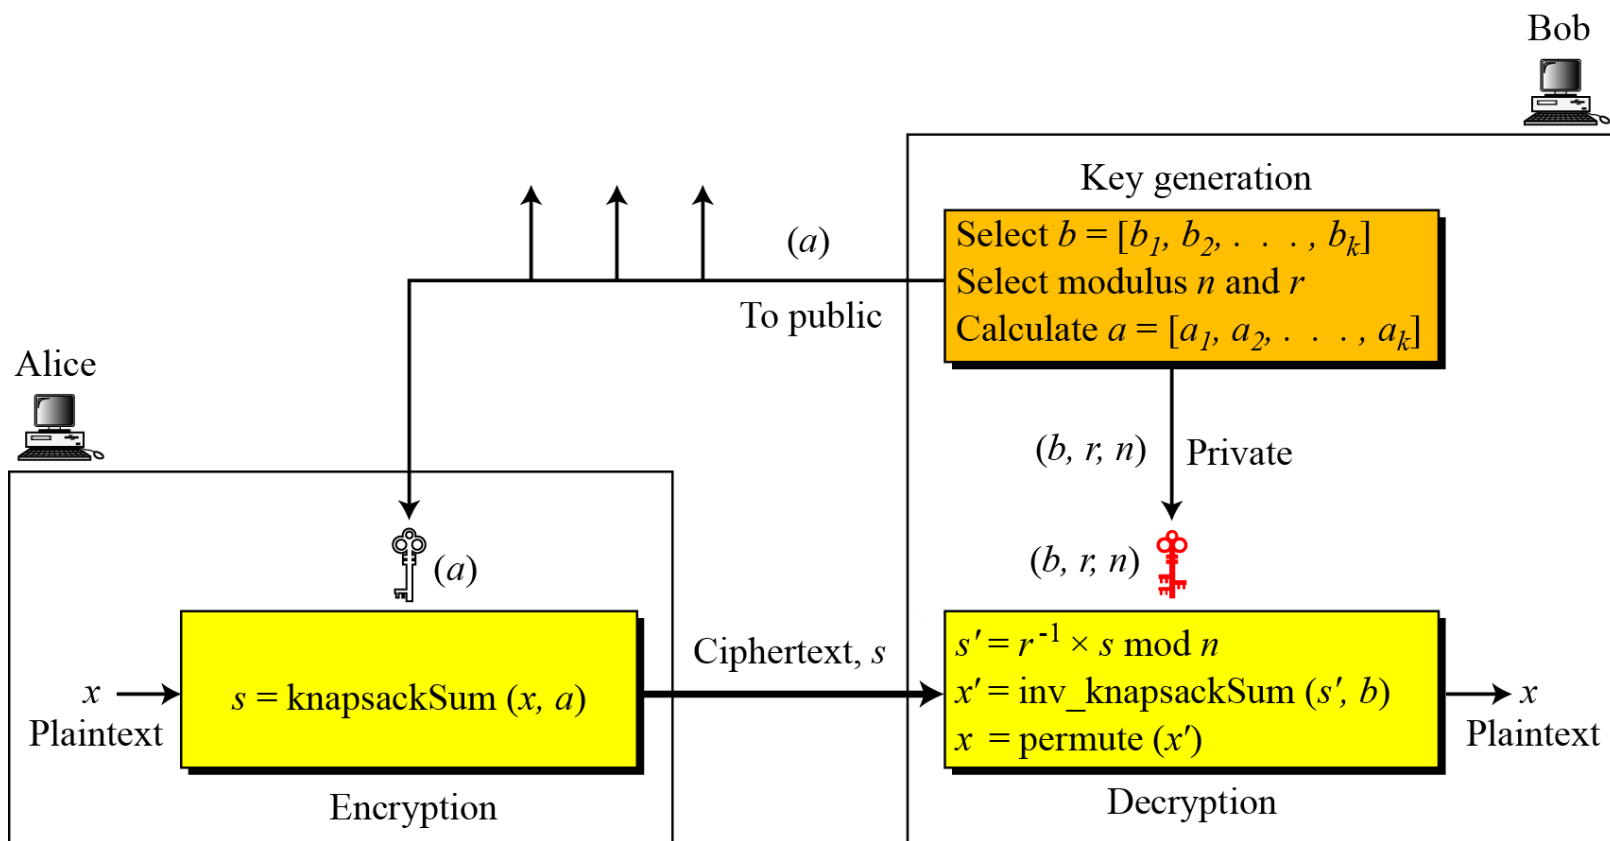 Bob
Key generation
Select b = [b₁, b₂, . . . , bₖ]
Select modulus n and r
Calculate a = [a₁, a₂, . . . , aₖ]
(a)
To public
Alice
(b, r, n) Private
(a)
(b, r, n)
x
Plaintext
s = knapsackSum (x, a)
Encryption
Ciphertext, s
s′ = r⁻¹ × s mod n
x′ = inv_knapsackSum (s′, b)
x = permute (x′)
Decryption
x
Plaintext